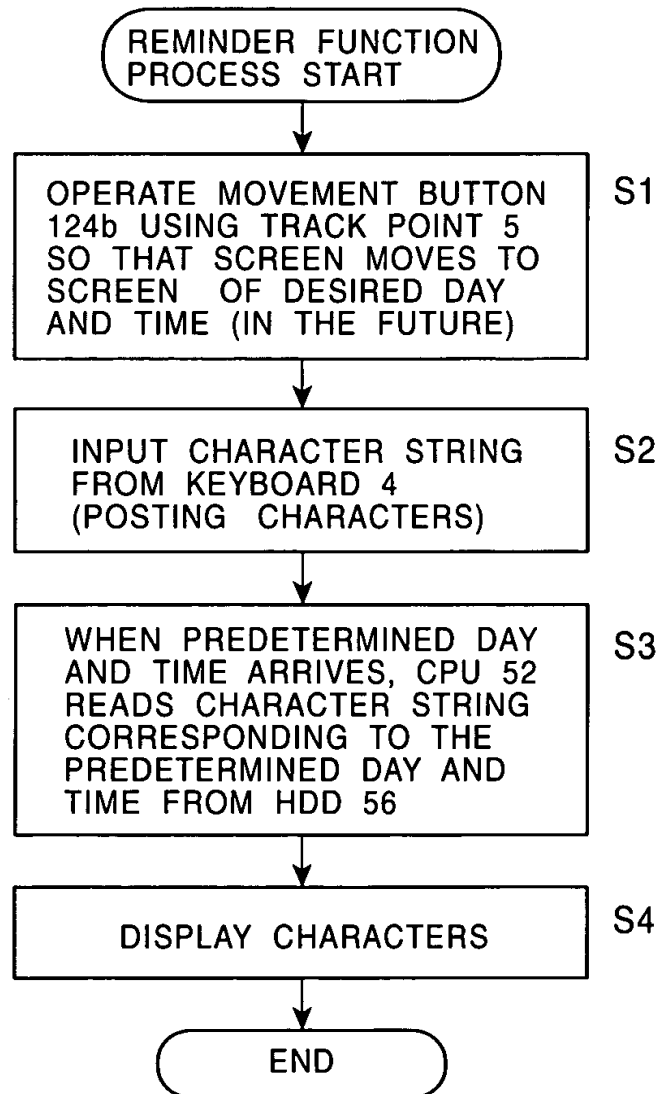 REMINDER FUNCTION
PROCESS START
OPERATE MOVEMENT BUTTON
124b USING TRACK POINT 5
SO THAT SCREEN MOVES TO
SCREEN OF DESIRED DAY
AND TIME (IN THE FUTURE)
S1
INPUT CHARACTER STRING
FROM KEYBOARD 4
(POSTING CHARACTERS)
S2
WHEN PREDETERMINED DAY
AND TIME ARRIVES, CPU 52
READS CHARACTER STRING
CORRESPONDING TO THE
PREDETERMINED DAY AND
TIME FROM HDD 56
S3
DISPLAY CHARACTERS
S4
END